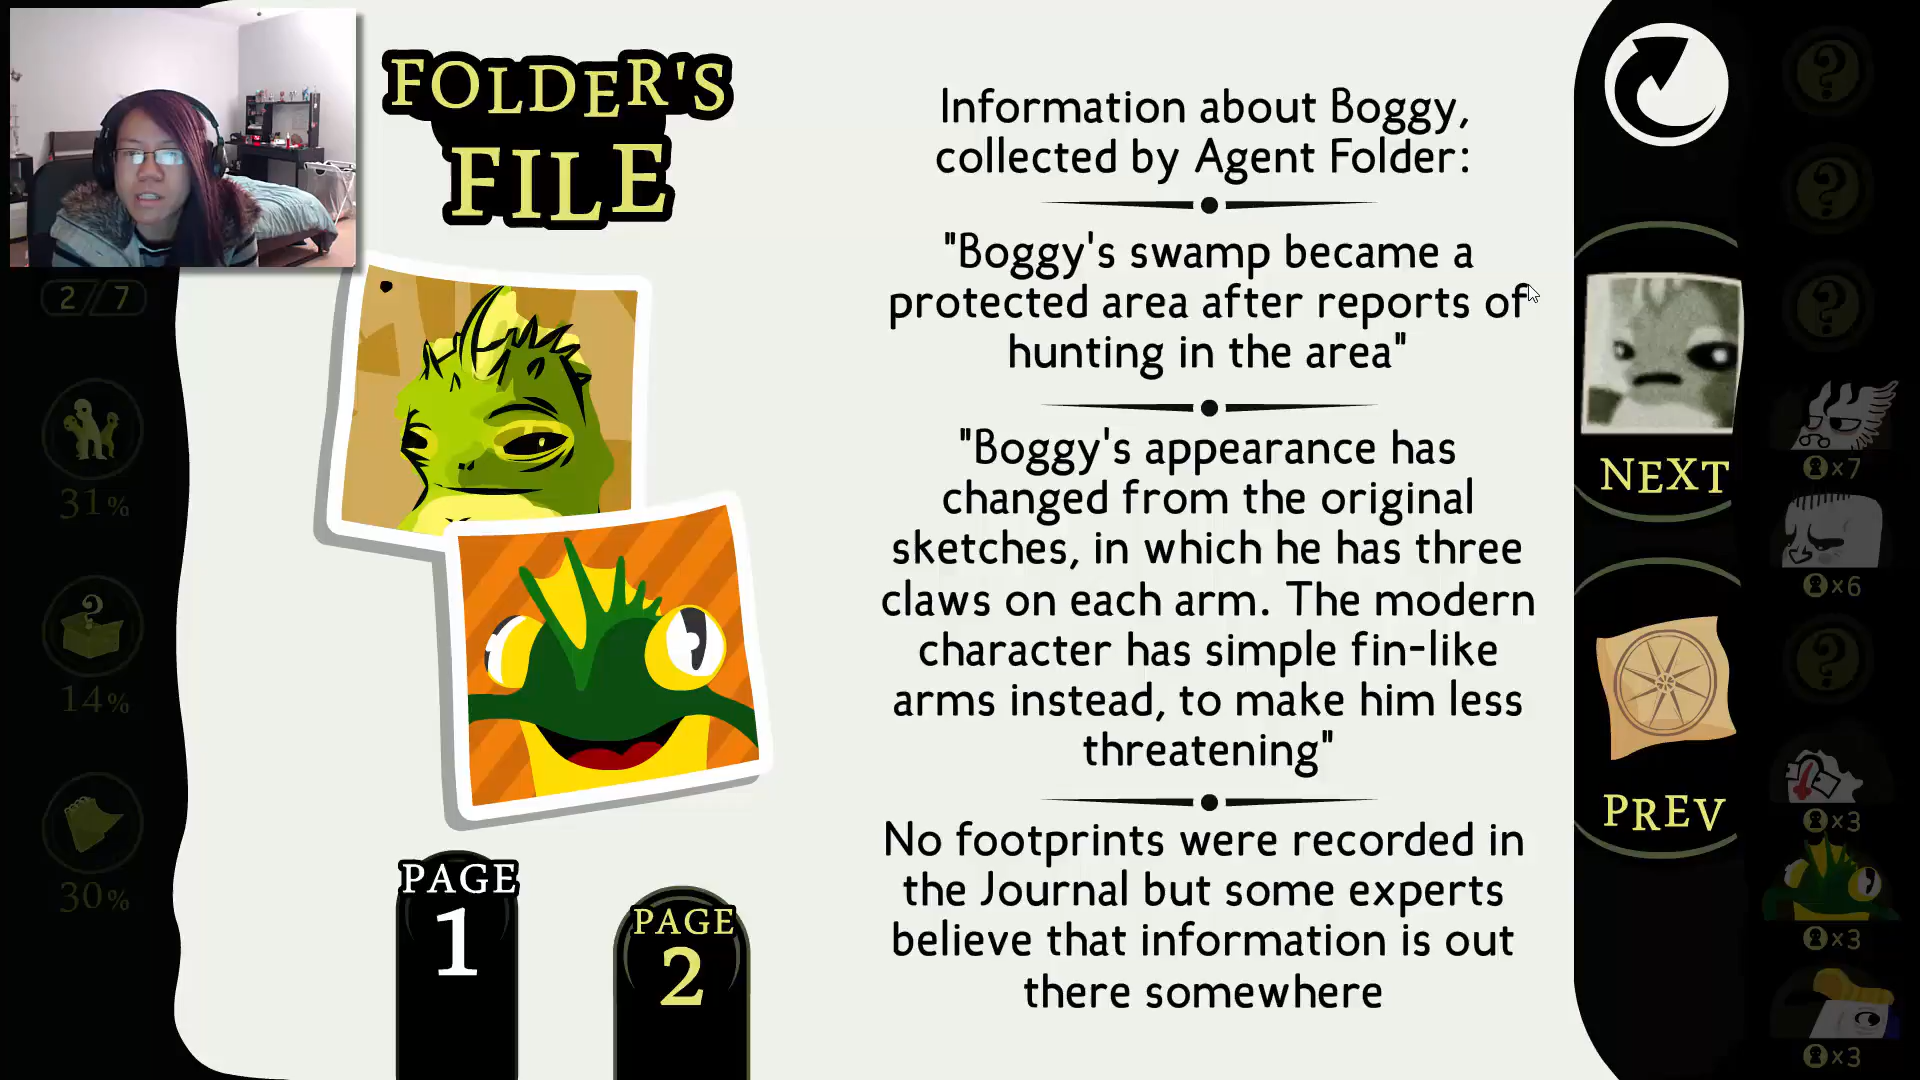 FOLDER'S
FILE
Information about Boggy,
collected by Agent Folder:
"Boggy's swamp became a
protected area after reports of
hunting in the area"
"Boggy's appearance has
changed from the original
sketches, in which he has three
claws on each arm. The modern
character has simple fin-like
arms instead, to make him less
threatening"
No footprints were recorded in
the Journal but some experts
believe that information is out
there somewhere
PAGE
1
PAGE
2
NEXT
PREV
2/7
31%
14%
30%
?
?
?
x7
x6
?
x3
x3
x3